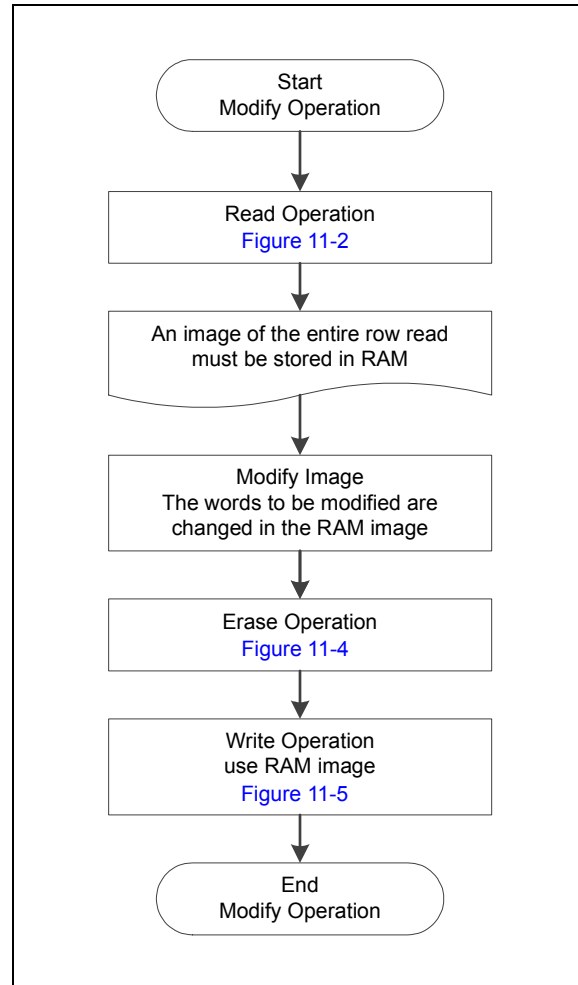 Start
Modify Operation
Read Operation
Figure 11-2
An image of the entire row read
must be stored in RAM
Modify Image
The words to be modified are
changed in the RAM image
Erase Operation
Figure 11-4
Write Operation
use RAM image
Figure 11-5
End
Modify Operation